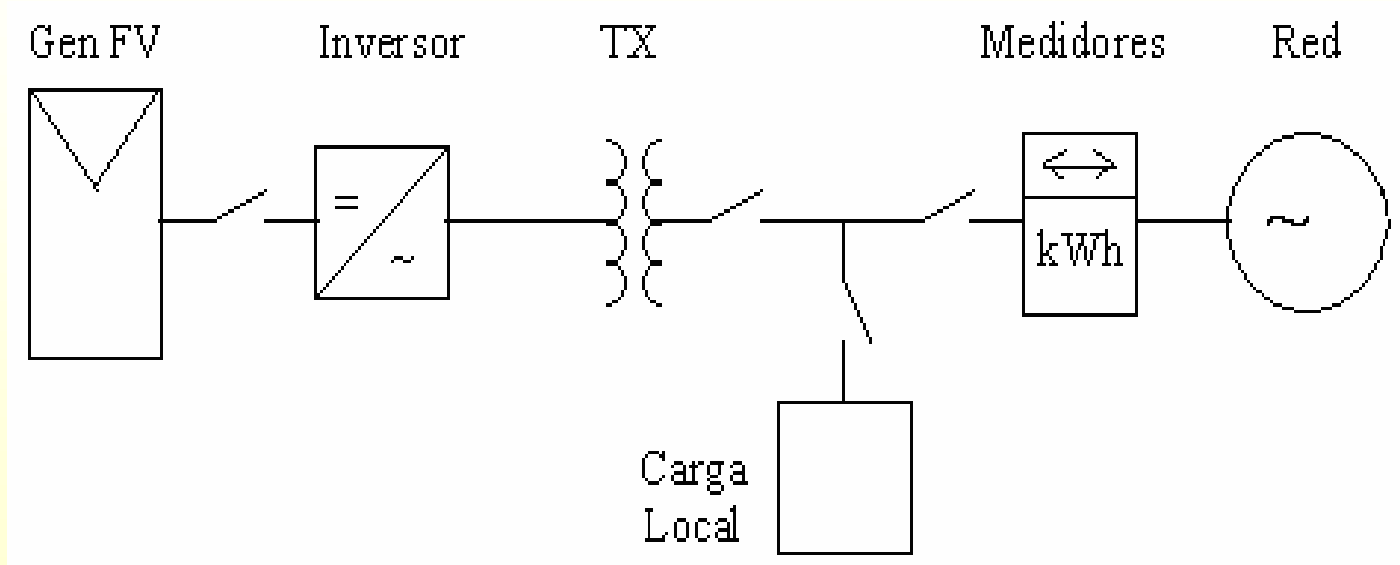 Gen FV
Inversor
TX
Medidores
Red
=
~
kWh
~
Carga
Local